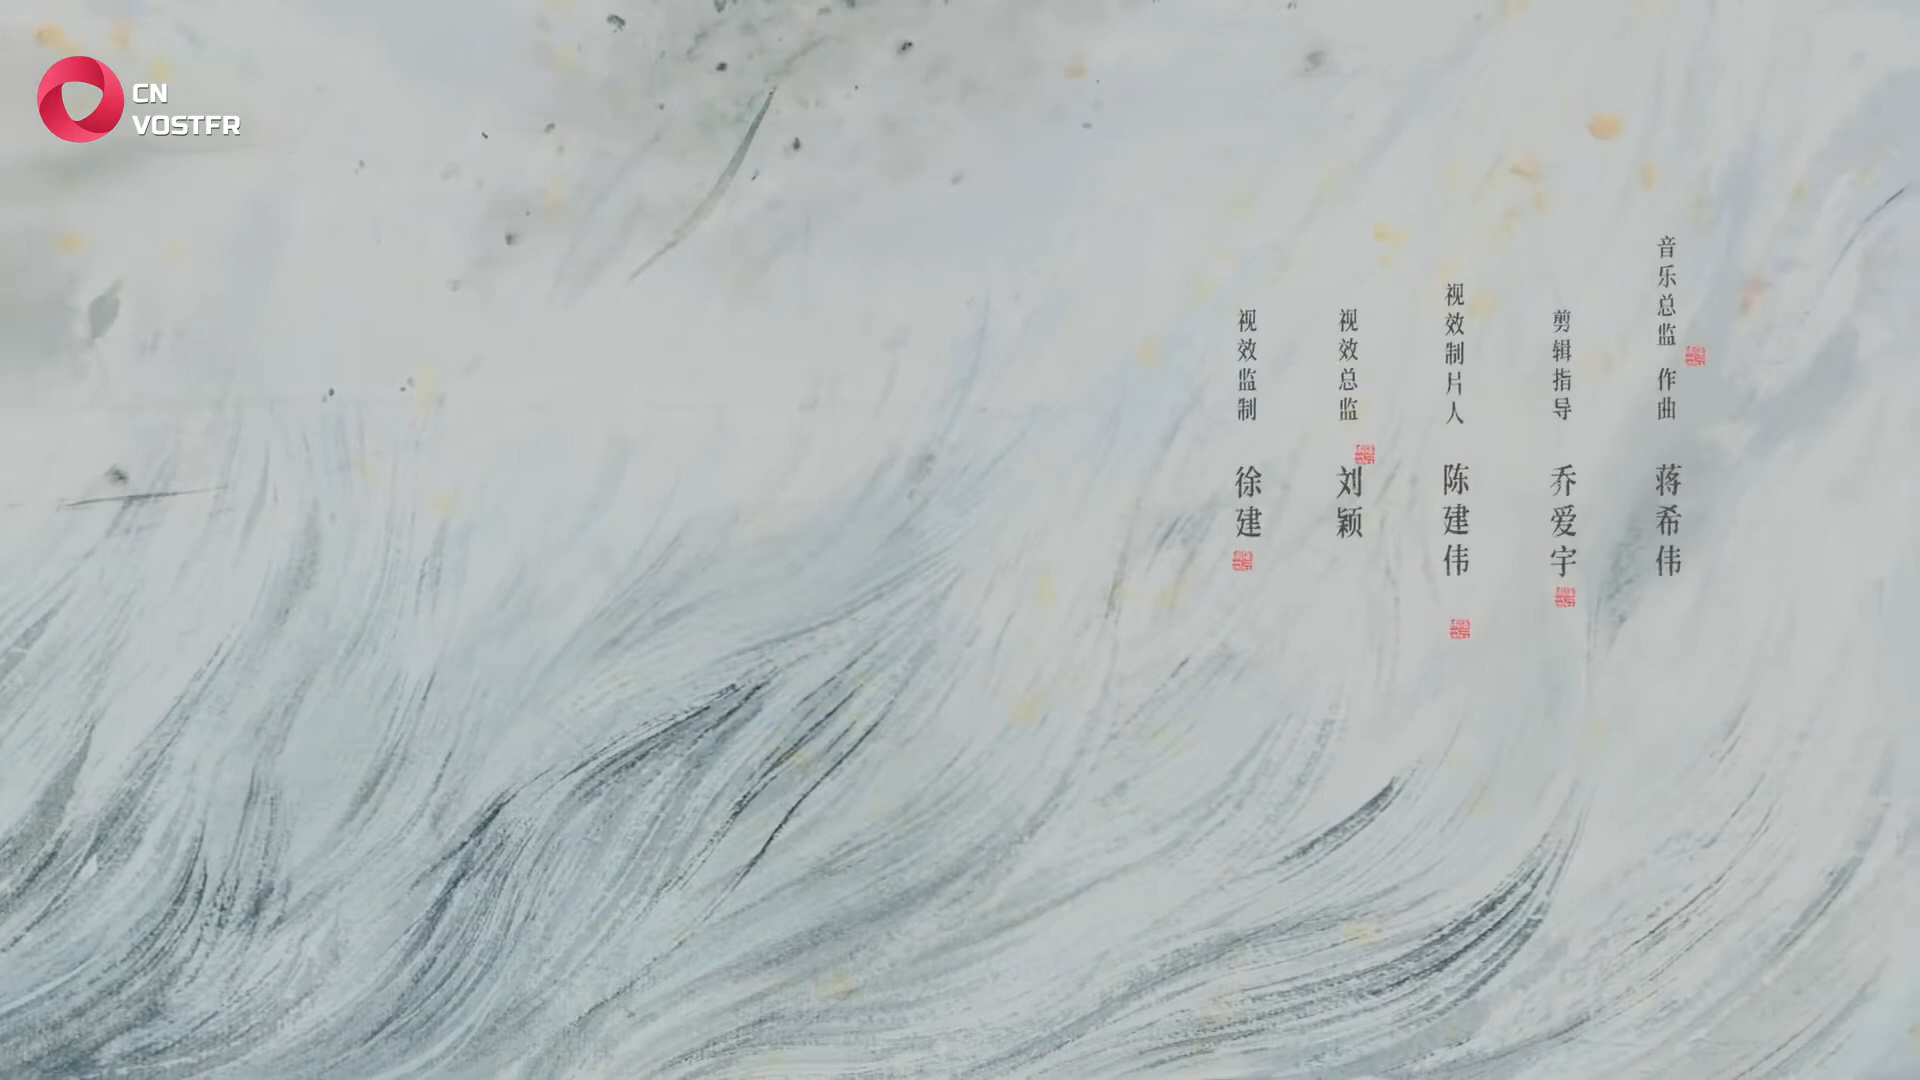 CN
VOSTFR
音乐总监 作曲 蒋希伟
剪辑指导 乔爱宇
视效制片人 陈建伟
视效总监 刘颖
视效监制 徐建